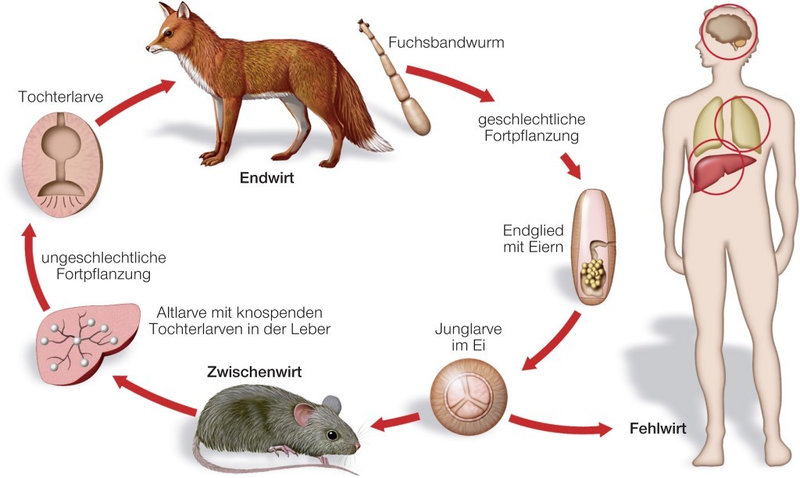 Fuchsbandwurm
geschlechtliche
Fortpflanzung
Endglied
mit Eiern
Junglarve
im Ei
Fehlwirt
Zwischenwirt
Altlarve mit knospenden
Tochterlarven in der Leber
ungeschlechtliche
Fortpflanzung
Tochterlarve
Endwirt